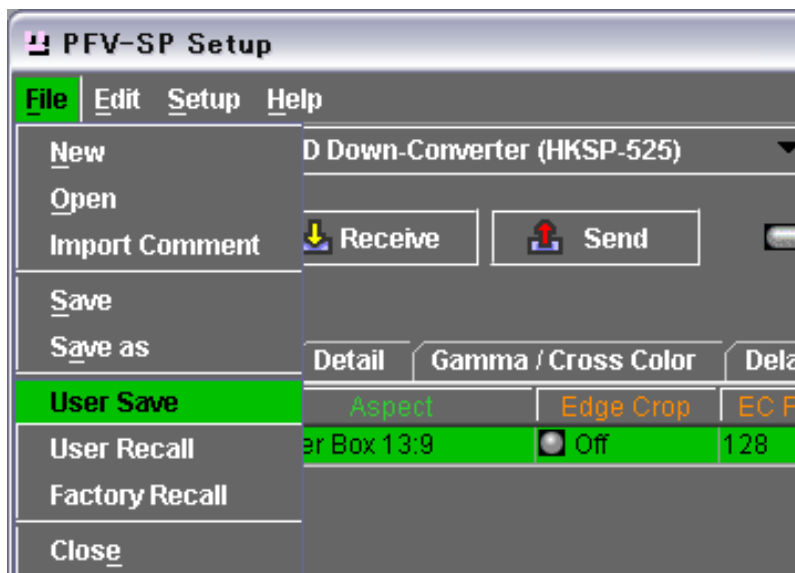 PFV-SP Setup
File Edit Setup Help
New
D Down-Converter (HKSP-525)
Open
Import Comment
Receive
Send
Save
Save as
Detail
Gamma / Cross Color
User Save
Aspect
Edge Crop
EC
User Recall
Box 13:9
Off
128
Factory Recall
Close